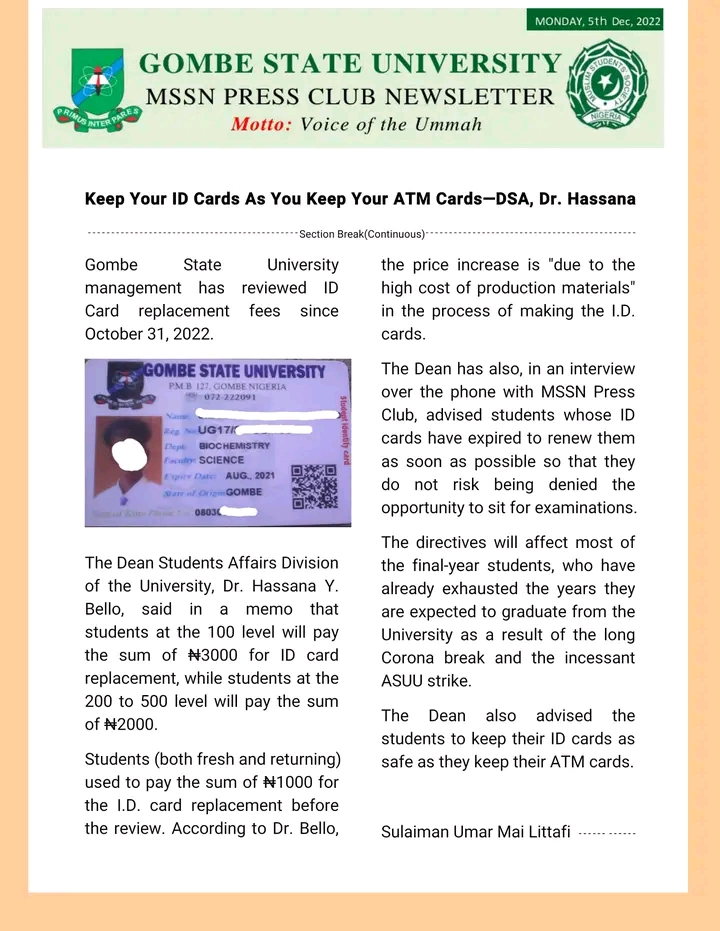 MONDAY, 5th Dec, 2022
GOMBE STATE UNIVERSITY
MSSN PRESS CLUB NEWSLETTER
Motto: Voice of the Ummah
PRIMUS INTER PARES
MUSLIM STUDENTS' SOCIETY
NIGERIA
Keep Your ID Cards As You Keep Your ATM Cards—DSA, Dr. Hassana
Section Break(Continuous)
Gombe State University
management has reviewed ID
Card replacement fees since
October 31, 2022.
GOMBE STATE UNIVERSITY
P.M.B 127, GOMBE NIGERIA
072-222091
Name:
Reg. No UG17/
Dept: BIOCHEMISTRY
Faculty: SCIENCE
Expiry Date: AUG., 2021
State of Origin GOMBE
0803
Student identity card
The Dean Students Affairs Division
of the University, Dr. Hassana Y.
Bello, said in a memo that
students at the 100 level will pay
the sum of ₦3000 for ID card
replacement, while students at the
200 to 500 level will pay the sum
of ₦2000.
Students (both fresh and returning)
used to pay the sum of ₦1000 for
the I.D. card replacement before
the review. According to Dr. Bello,
the price increase is "due to the
high cost of production materials"
in the process of making the I.D.
cards.
The Dean has also, in an interview
over the phone with MSSN Press
Club, advised students whose ID
cards have expired to renew them
as soon as possible so that they
do not risk being denied the
opportunity to sit for examinations.
The directives will affect most of
the final-year students, who have
already exhausted the years they
are expected to graduate from the
University as a result of the long
Corona break and the incessant
ASUU strike.
The Dean also advised the
students to keep their ID cards as
safe as they keep their ATM cards.
Sulaiman Umar Mai Littafi